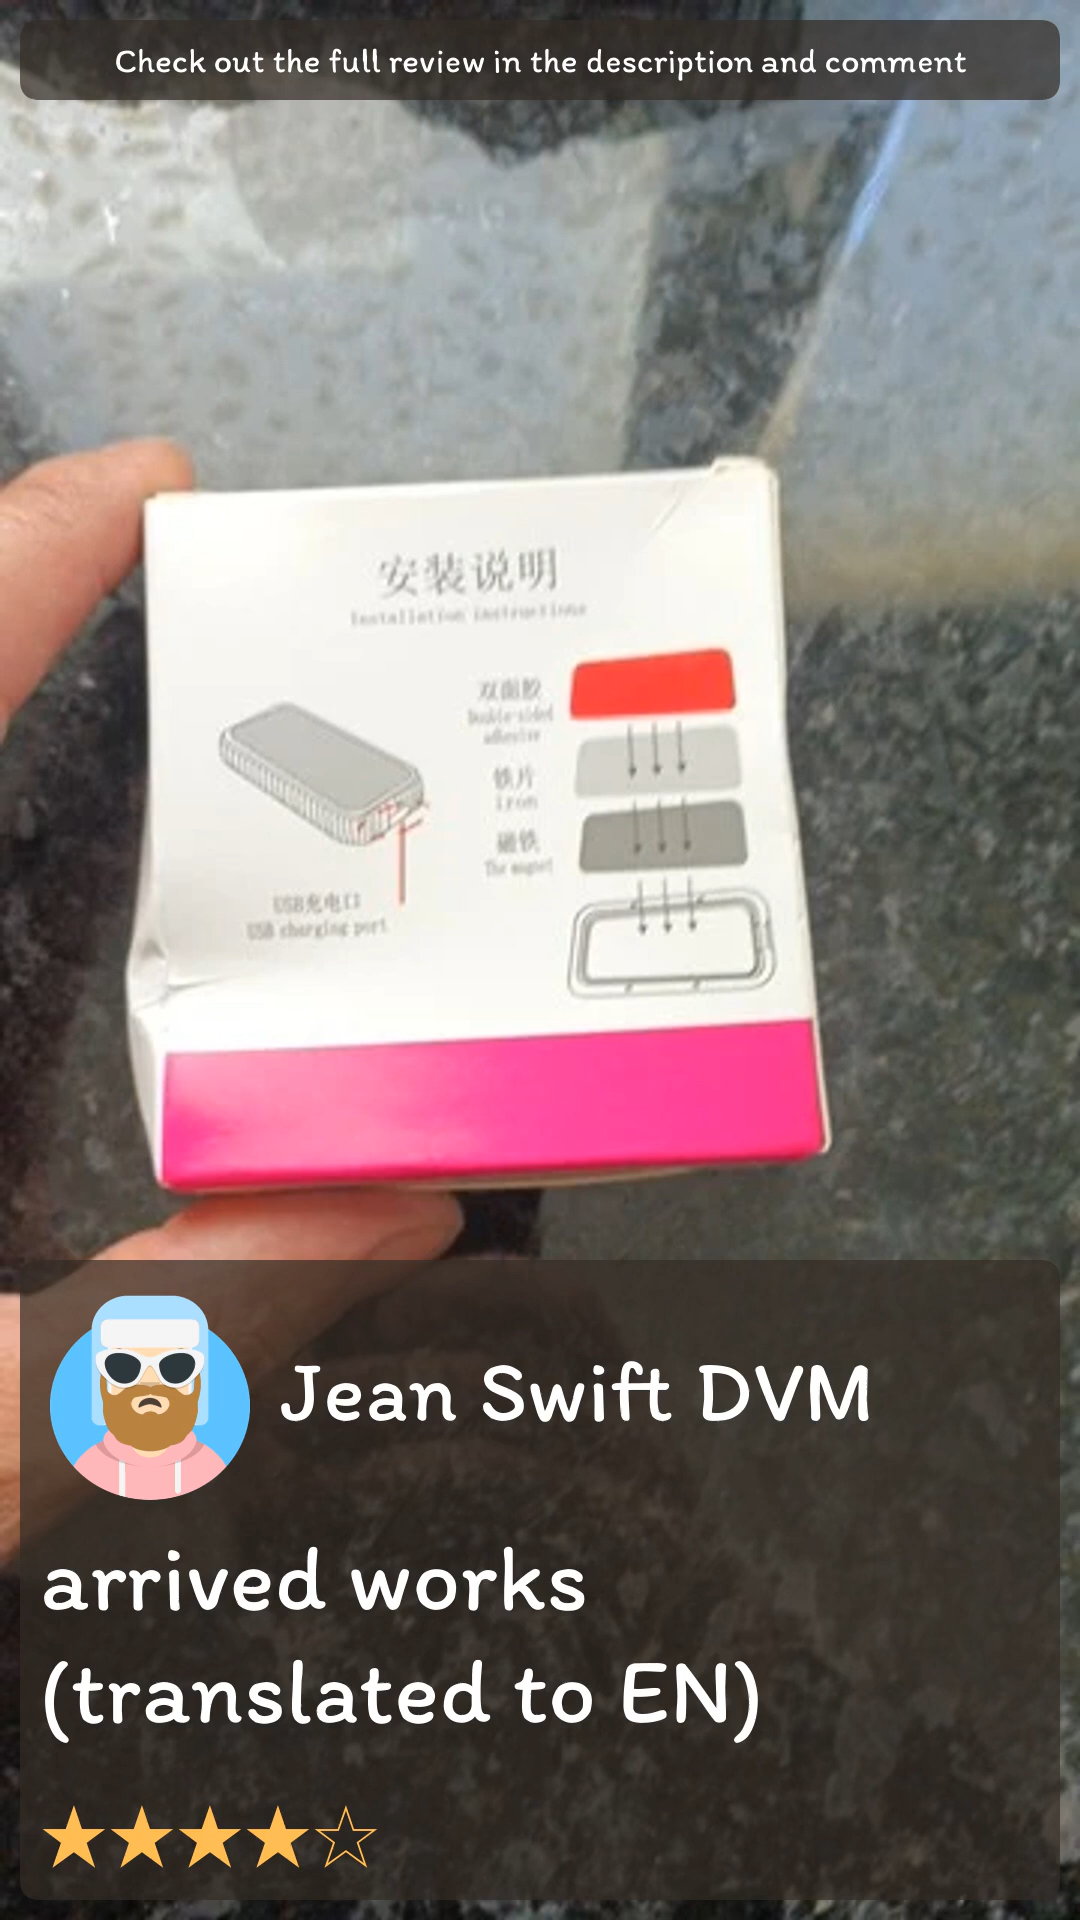 Check out the full review in the description and comment
安装说明
Installation instructions
双面胶
Double-sided
adhesive
铁片
iron
磁铁
The magnet
USB充电口
USB charging port
Jean Swift DVM
arrived works
(translated to EN)